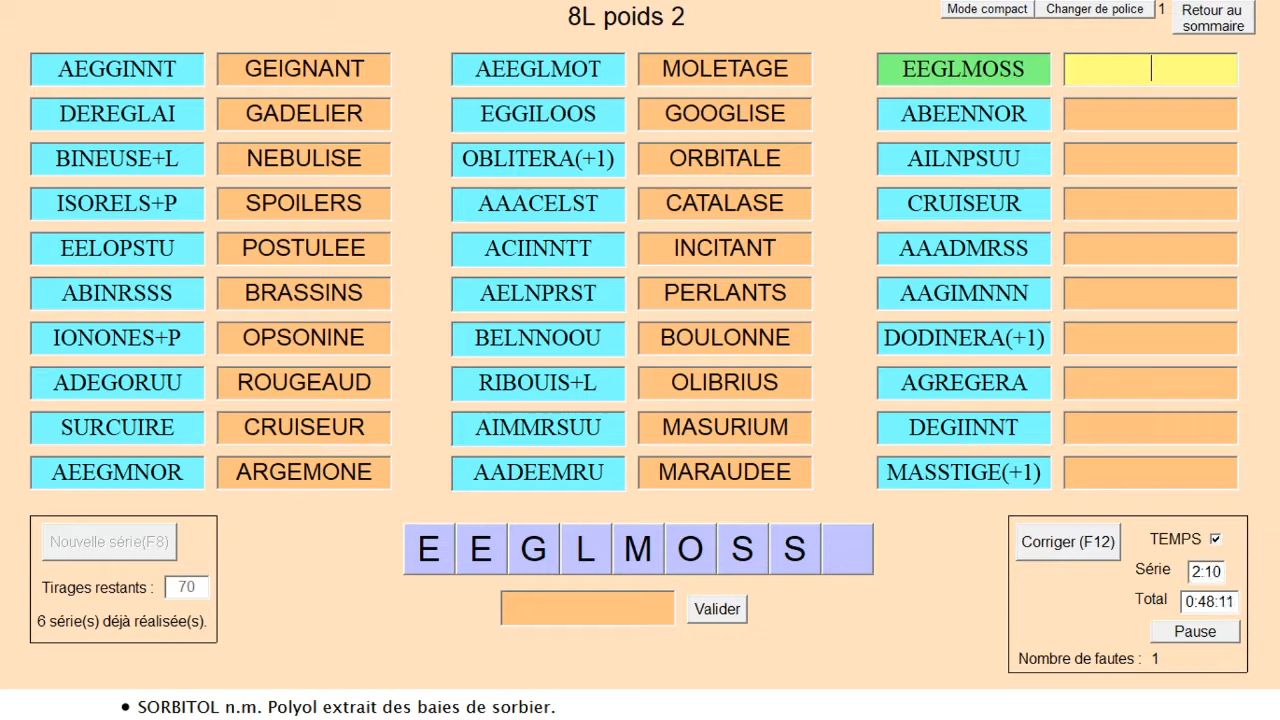 8L poids 2
Mode compact Changer de police 1 Retour au sommaire
AEGGINNT GEIGNANT AEEGLMOT MOLETAGE EEGLMOSS
DEREGLAI GADELIER EGGILOOS GOOGLISE ABEENNOR
BINEUSE+L NEBULISE OBLITERA(+1) ORBITALE AILNPSUU
ISORELS+P SPOILERS AAACELST CATALASE CRUISEUR
EELOPSTU POSTULEE ACIINNTT INCITANT AAADMRSS
ABINRSSS BRASSINS AELNPRST PERLANTS AAGIMNNN
IONONES+P OPSONINE BELNNOOU BOULONNE DODINERA(+1)
ADEGORUU ROUGEAUD RIBOUIS+L OLIBRIUS AGREGERA
SURCUIRE CRUISEUR AIMMRSUU MASURIUM DEGIINNT
AEEGMNOR ARGEMONE AADEEMRU MARAUDEE MASSTIGE(+1)
Nouvelle série(F8)
Tirages restants : 70
6 série(s) déjà réalisée(s).
E E G L M O S S
Valider
Corriger (F12) TEMPS
Série 2:10
Total 0:48:11
Pause
Nombre de fautes : 1
• SORBITOL n.m. Polyol extrait des baies de sorbier.